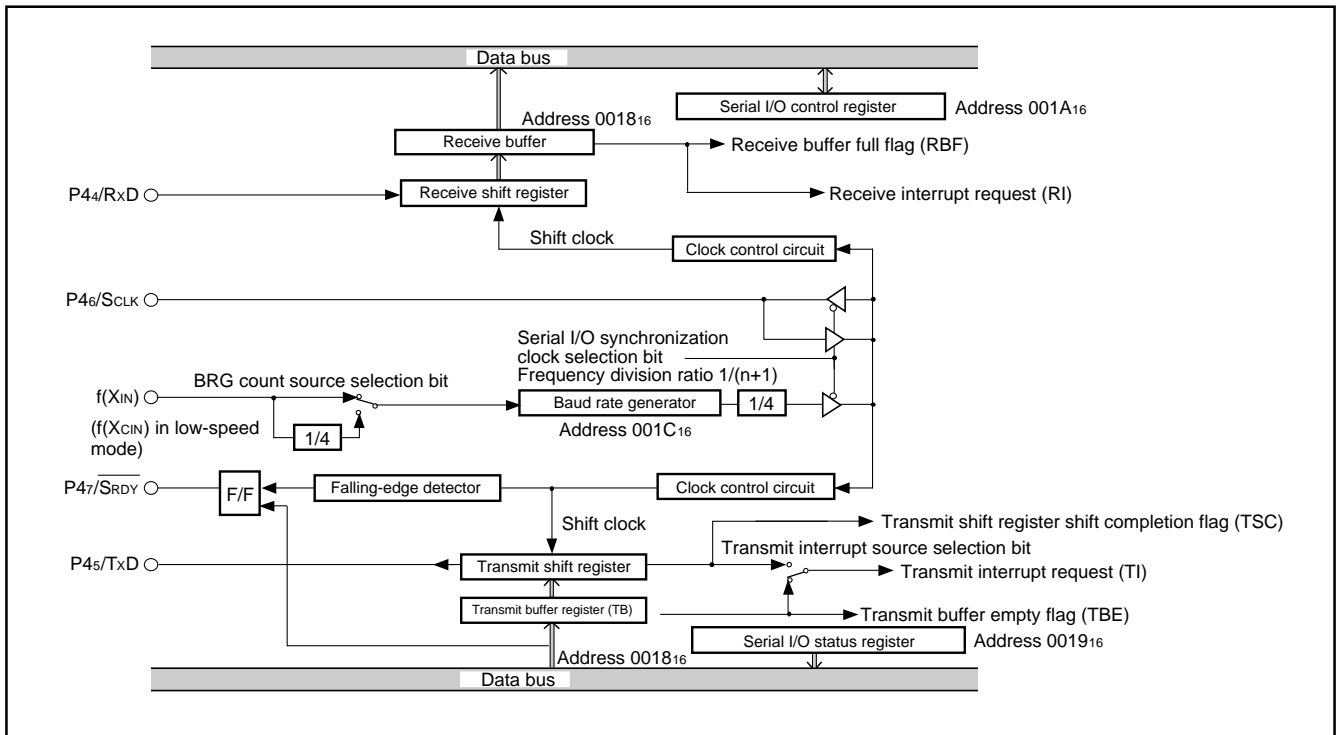 Data bus
Serial I/O control register
Address 001A16
Address 001816
Receive buffer
Receive buffer full flag (RBF)
P44/RXD
Receive shift register
Receive interrupt request (RI)
Shift clock
Clock control circuit
P46/SCLK
Serial I/O synchronization
clock selection bit
Frequency division ratio 1/(n+1)
BRG count source selection bit
f(XIN)
Baud rate generator
1/4
Address 001C16
(f(XCIN) in low-speed
mode)
1/4
P47/SRDY
F/F
Falling-edge detector
Clock control circuit
Shift clock
Transmit shift register shift completion flag (TSC)
Transmit interrupt source selection bit
P45/TXD
Transmit shift register
Transmit interrupt request (TI)
Transmit buffer register (TB)
Transmit buffer empty flag (TBE)
Serial I/O status register
Address 001916
Address 001816
Data bus